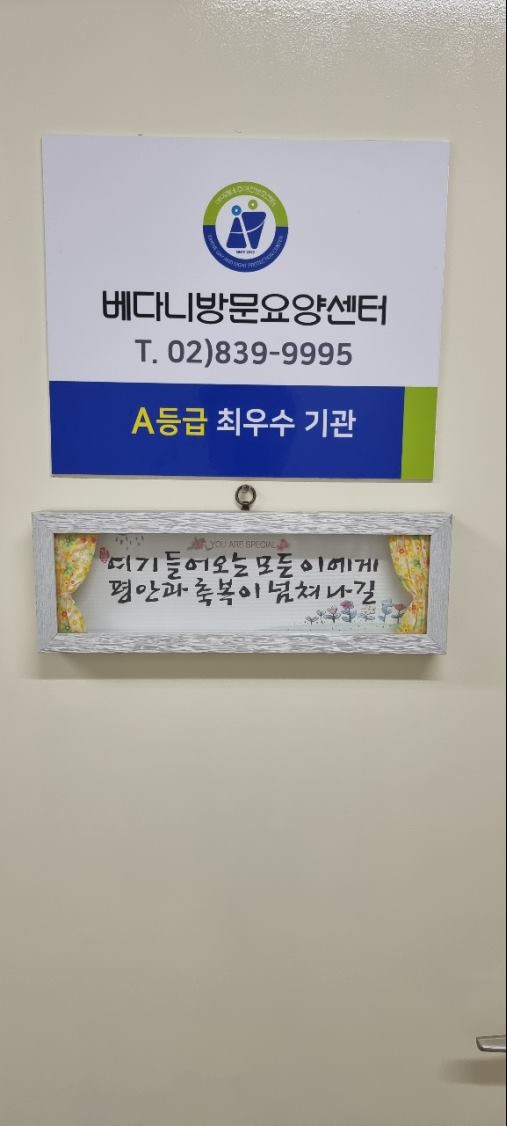 베다니방문요양센터
T. 02)839-9995
A등급 최우수 기관
YOU ARE SPECIAL
여기 들어오는 모든 이에게
평안과 축복이 넘쳐나길